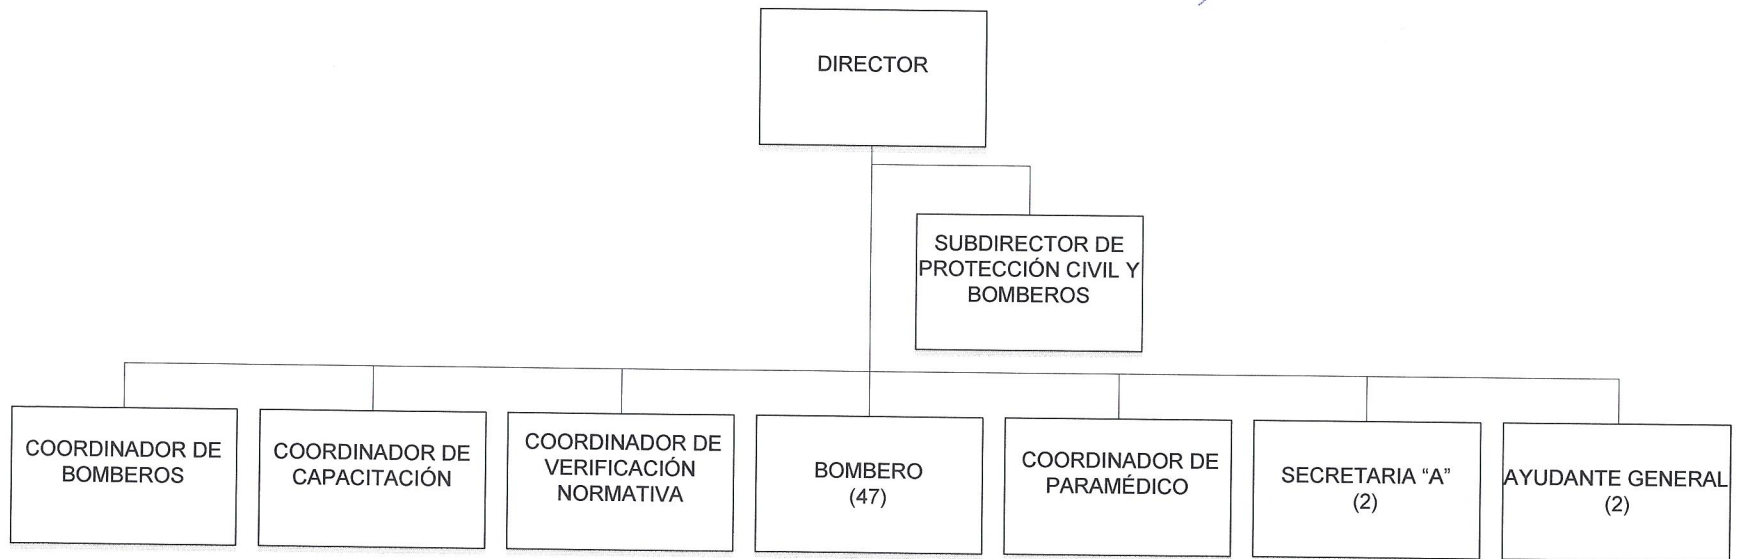 DIRECTOR
SUBDIRECTOR DE
PROTECCIÓN CIVIL Y
BOMBEROS
COORDINADOR DE
BOMBEROS
COORDINADOR DE
CAPACITACIÓN
COORDINADOR DE
VERIFICACIÓN
NORMATIVA
BOMBERO
(47)
COORDINADOR DE
PARAMÉDICO
SECRETARIA “A”
(2)
AYUDANTE GENERAL
(2)